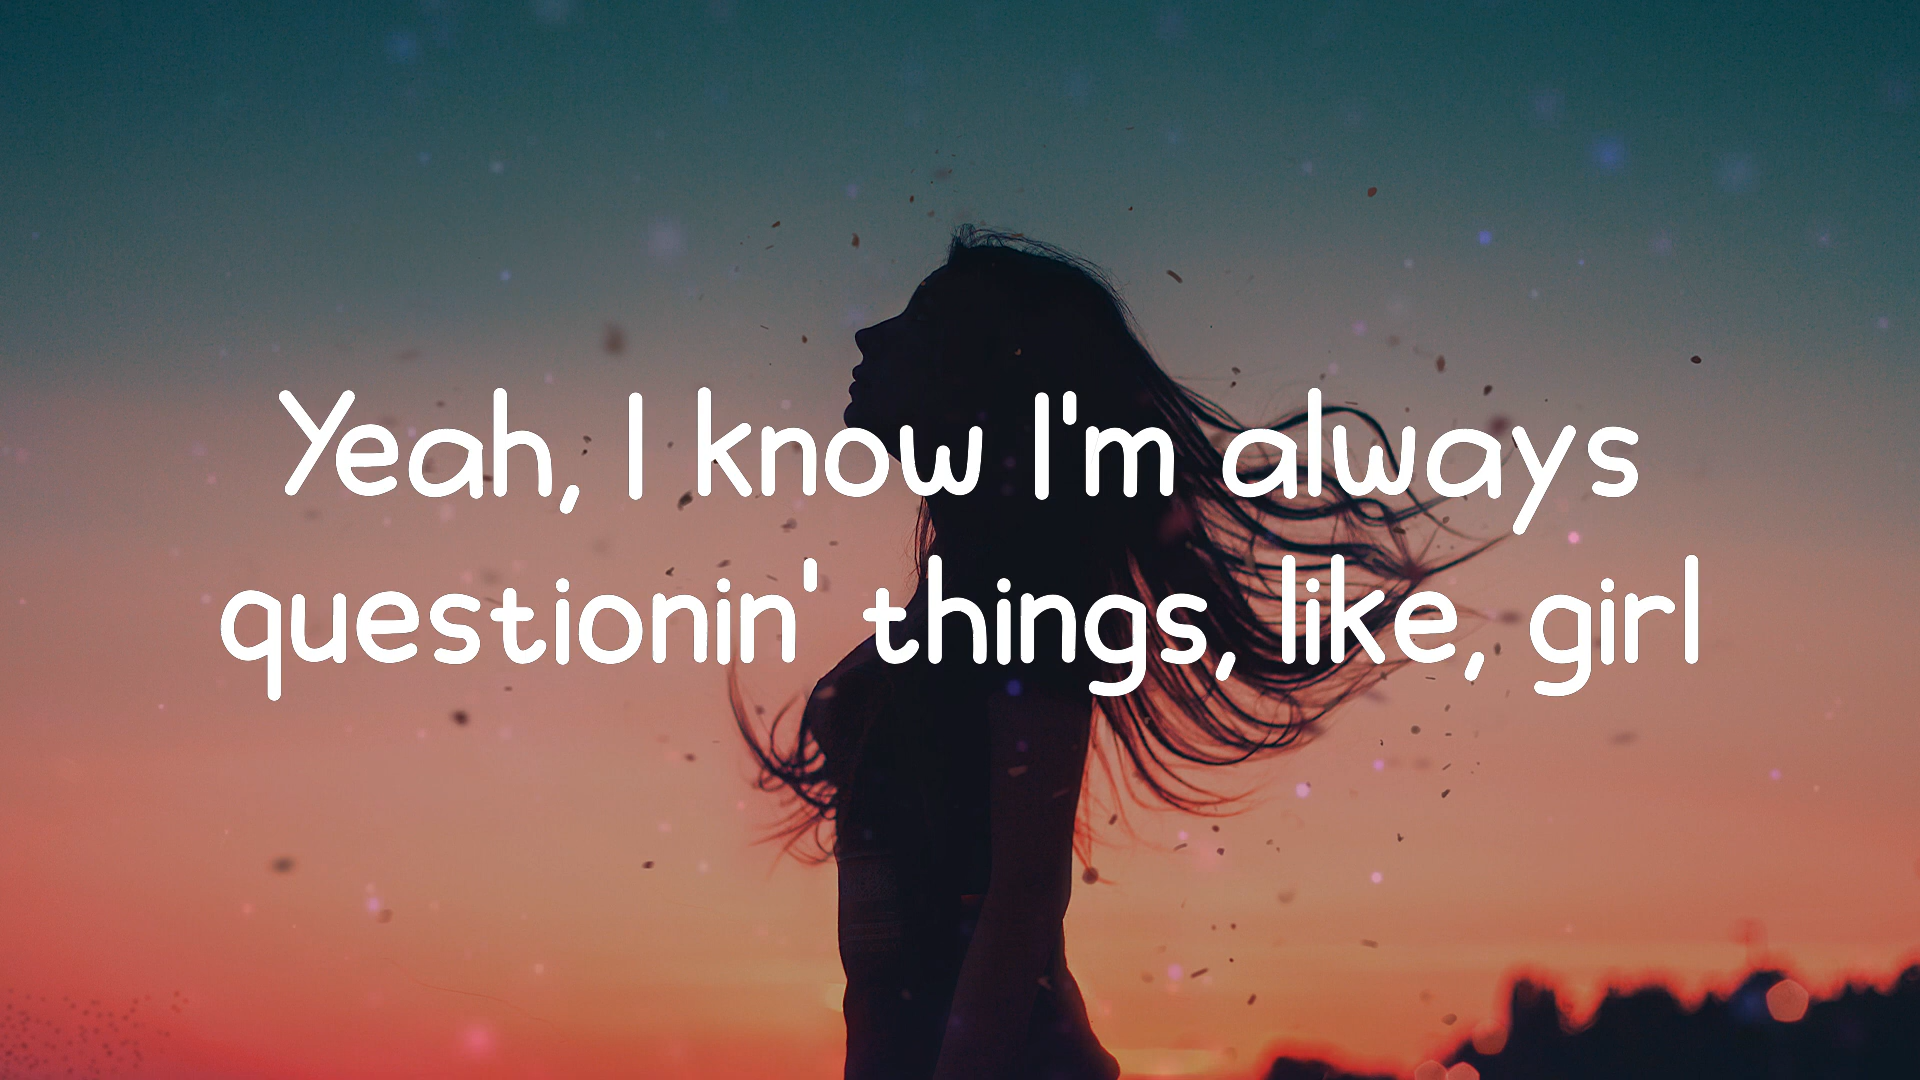 Yeah, I know I'm always
questionin' things, like, girl